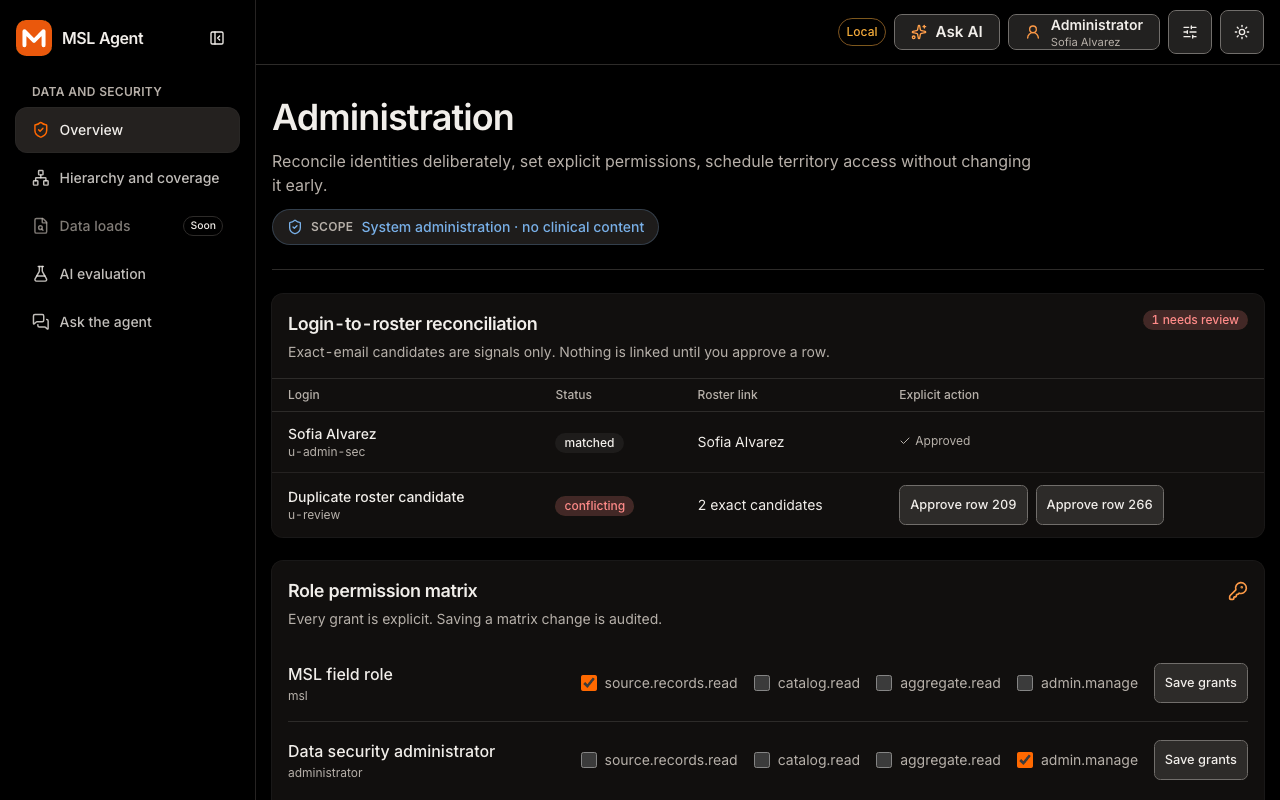 MSL Agent
Local
Ask AI
Administrator
Sofia Alvarez
DATA AND SECURITY
Overview
Hierarchy and coverage
Data loads
Soon
AI evaluation
Ask the agent
Administration
Reconcile identities deliberately, set explicit permissions, schedule territory access without changing
it early.
SCOPE System administration · no clinical content
Login-to-roster reconciliation
1 needs review
Exact-email candidates are signals only. Nothing is linked until you approve a row.
Login Status Roster link Explicit action
Sofia Alvarez
u-admin-sec
matched
Sofia Alvarez
Approved
Duplicate roster candidate
u-review
conflicting
2 exact candidates
Approve row 209
Approve row 266
Role permission matrix
Every grant is explicit. Saving a matrix change is audited.
MSL field role
msl
source.records.read catalog.read aggregate.read admin.manage
Save grants
Data security administrator
administrator
source.records.read catalog.read aggregate.read admin.manage
Save grants